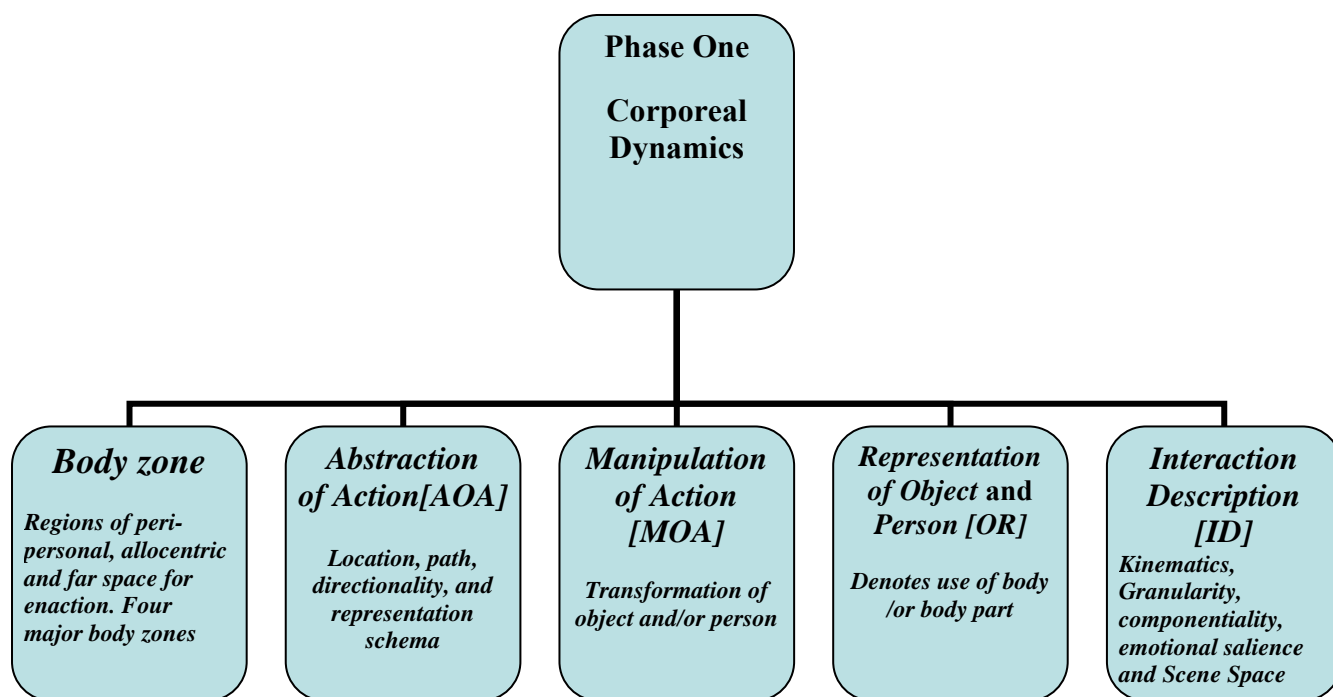 Phase One
Corporeal
Dynamics
Body zone
Regions of peri-
personal, allocentric
and far space for
enaction. Four
major body zones
Abstraction
of Action[AOA]
Location, path,
directionality, and
representation
schema
Manipulation
of Action
[MOA]
Transformation of
object and/or person
Representation
of Object and
Person [OR]
Denotes use of body
/or body part
Interaction
Description
[ID]
Kinematics,
Granularity,
componentiality,
emotional salience
and Scene Space